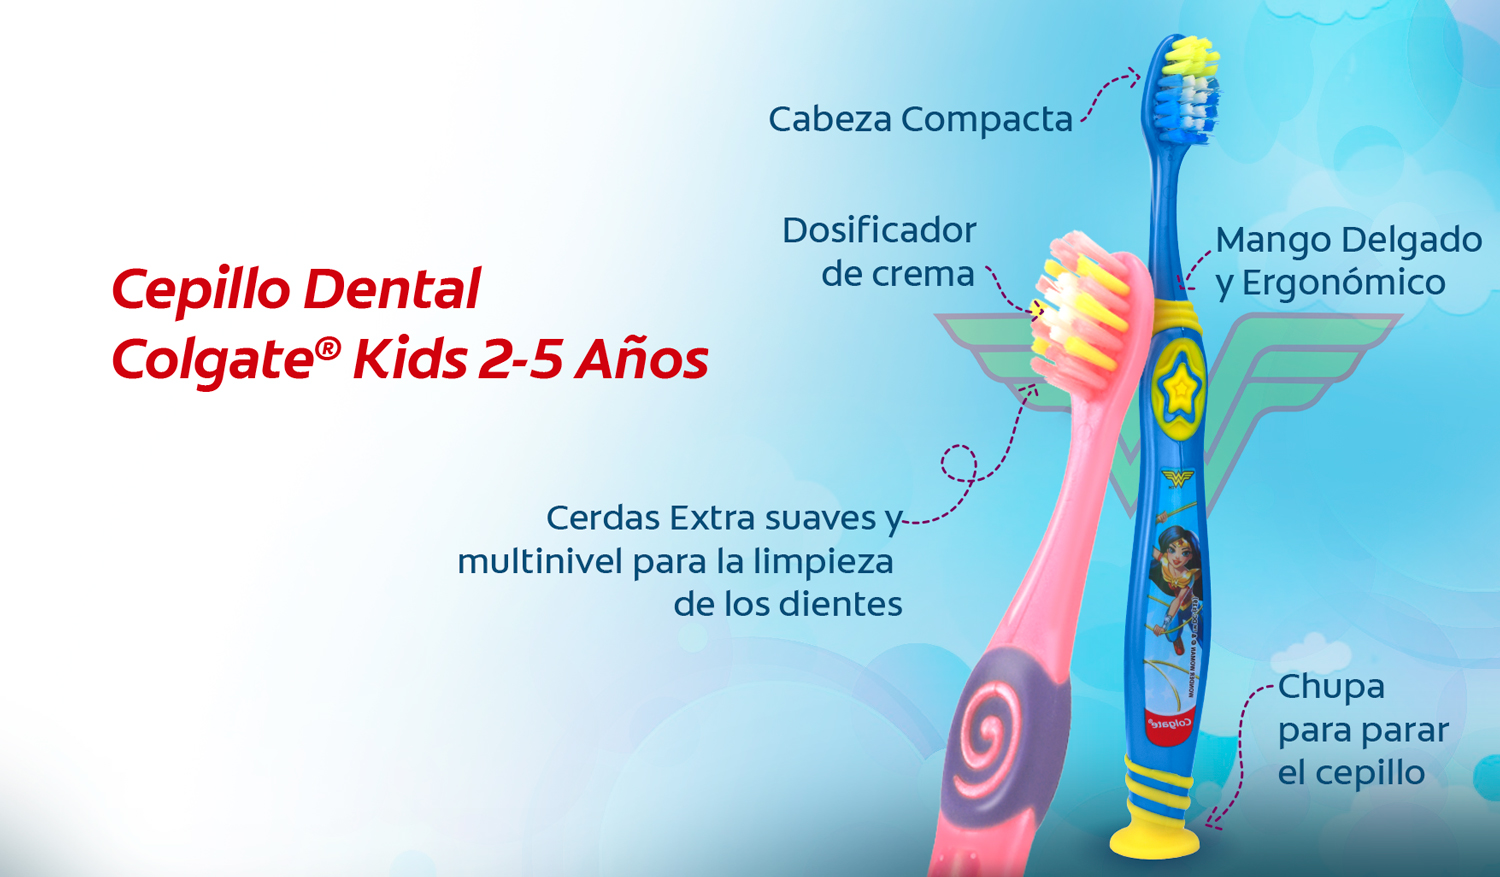 Cepillo Dental
Colgate® Kids 2-5 Años
Cabeza Compacta
Dosificador
de crema
Mango Delgado
y Ergonómico
Cerdas Extra suaves y
multinivel para la limpieza
de los dientes
Chupa
para parar
el cepillo
Colgate®